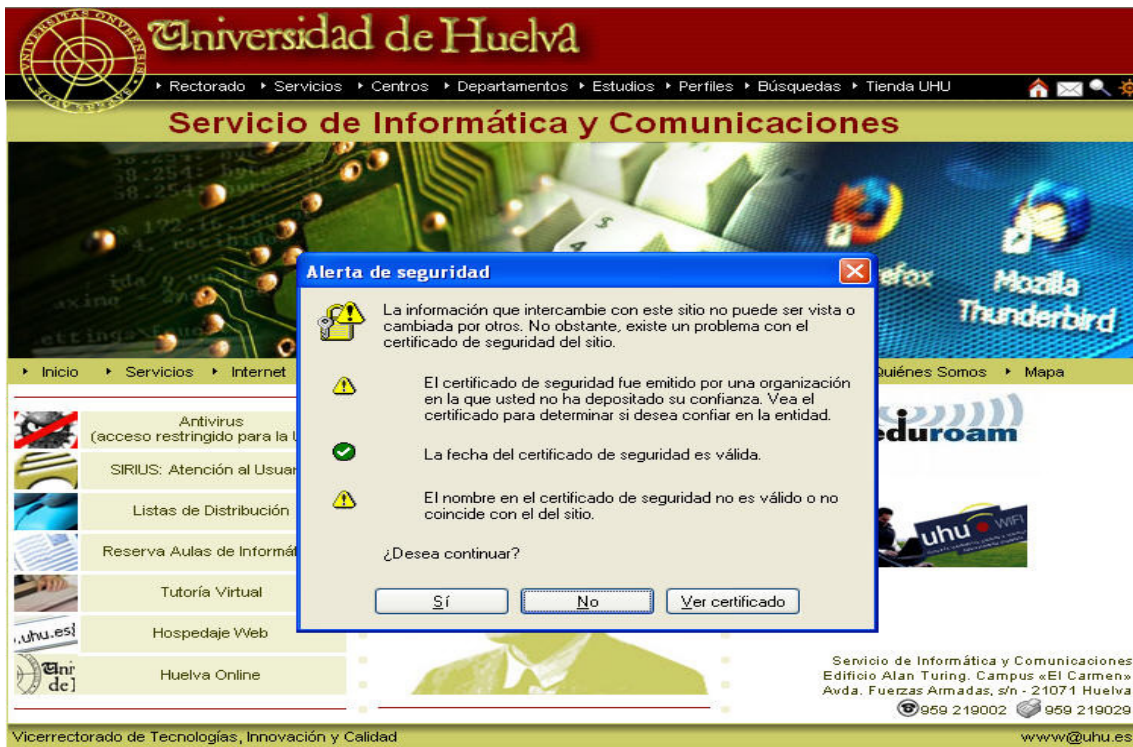 Universidad de Huelva
Rectorado Servicios Centros Departamentos Estudios Perfiles Búsquedas Tienda UHU
Servicio de Informática y Comunicaciones
Mozilla
Thunderbird
Inicio Servicios Internet
Quiénes Somos Mapa
Alerta de seguridad
La información que intercambie con este sitio no puede ser vista o
cambiada por otros. No obstante, existe un problema con el
certificado de seguridad del sitio.
El certificado de seguridad fue emitido por una organización
en la que usted no ha depositado su confianza. Vea el
certificado para determinar si desea confiar en la entidad.
La fecha del certificado de seguridad es válida.
El nombre en el certificado de seguridad no es válido o no
coincide con el del sitio.
¿Desea continuar?
Sí No Ver certificado
Antivirus
(acceso restringido para la
SIRIUS: Atención al Usuar
Listas de Distribución
Reserva Aulas de Informát
Tutoría Virtual
.uhu.es
Hospedaje Web
Huelva Online
eduroam
uhu WIFI
Servicio de Informática y Comunicaciones
Edificio Alan Turing. Campus «El Carmen»
Avda. Fuerzas Armadas, s/n - 21071 Huelva
959 219002 959 219029
Vicerrectorado de Tecnologías, Innovación y Calidad
www@uhu.es